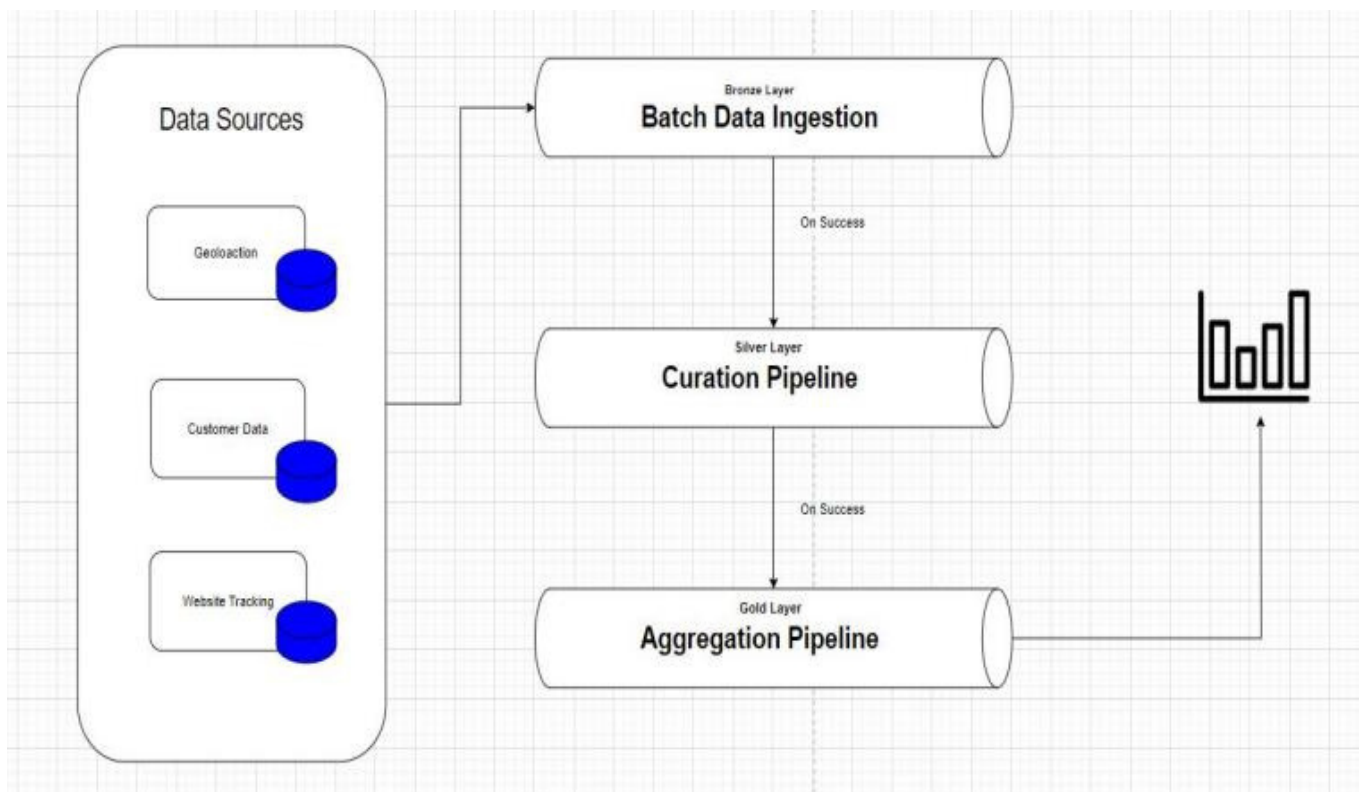 Data Sources
Geoloaction
Customer Data
Website Tracking
Bronze Layer
Batch Data Ingestion
On Success
Silver Layer
Curation Pipeline
On Success
Gold Layer
Aggregation Pipeline